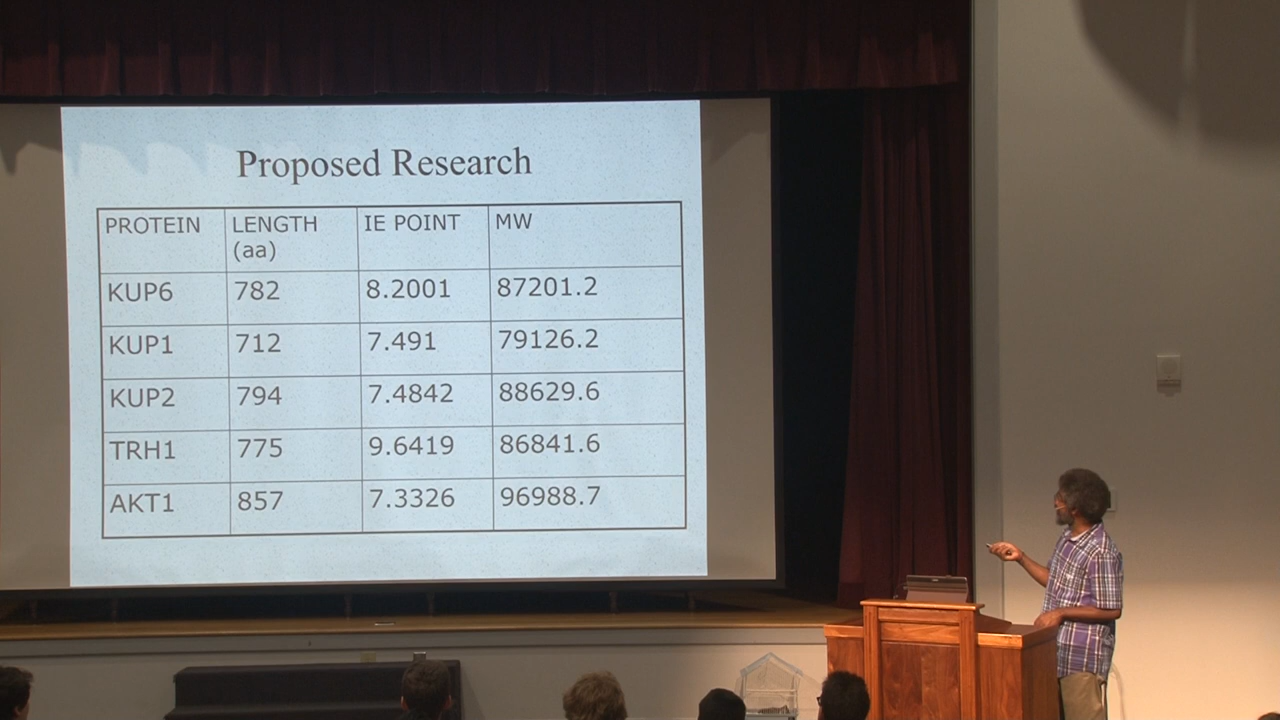 Proposed Research
PROTEIN LENGTH (aa) IE POINT MW
KUP6 782 8.2001 87201.2
KUP1 712 7.491 79126.2
KUP2 794 7.4842 88629.6
TRH1 775 9.6419 86841.6
AKT1 857 7.3326 96988.7